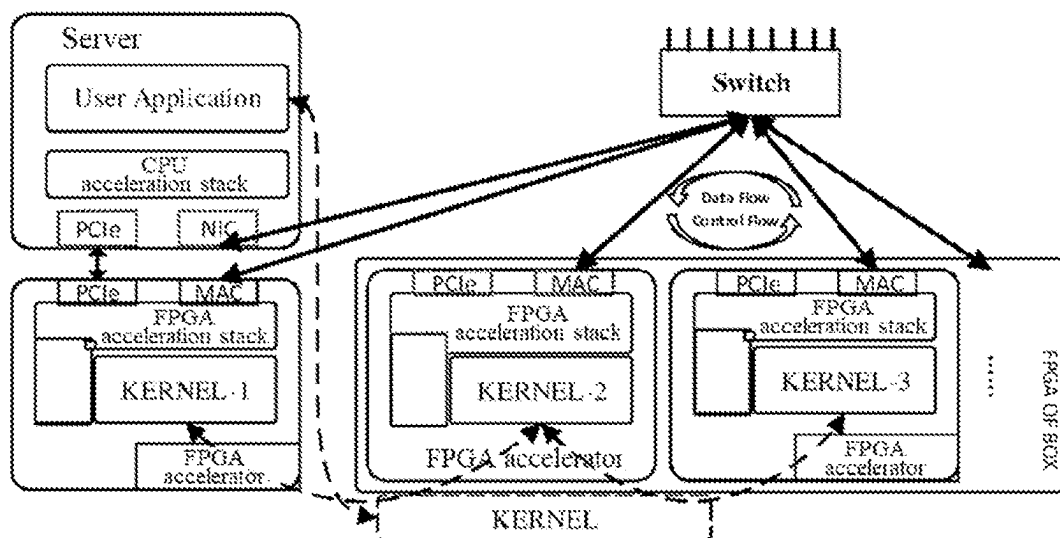 Server
User Application
CPU
acceleration stack
PCIe
NIC
Switch
Data Flow
Control Flow
PCIe
MAC
FPGA
acceleration stack
KERNEL-1
FPGA
accelerator
PCIe
MAC
FPGA
acceleration stack
KERNEL-2
FPGA accelerator
PCIe
MAC
FPGA
acceleration stack
KERNEL-3
FPGA
accelerator
......
FPGA OF BOX
KERNEL